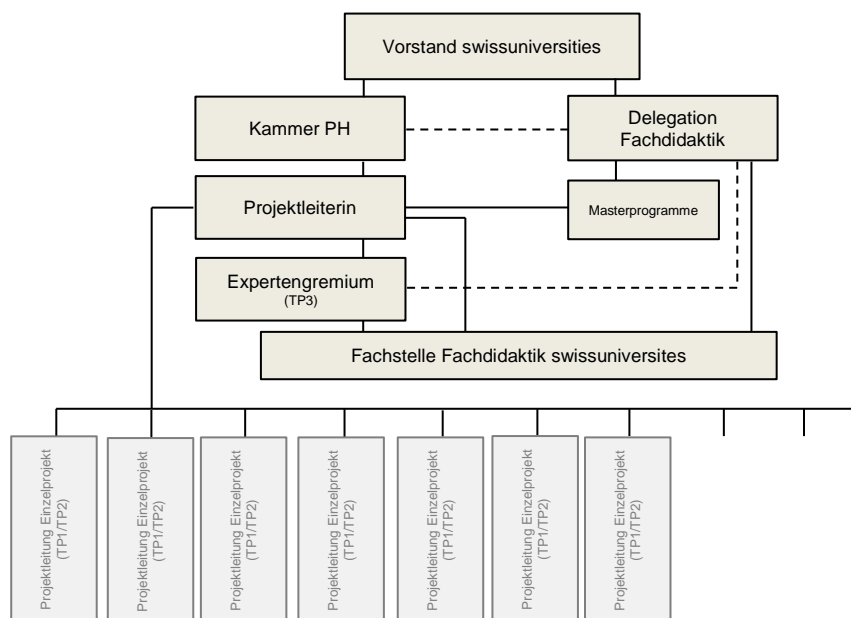 Vorstand swissuniversities
Kammer PH
Delegation
Fachdidaktik
Projektleiterin
Masterprogramme
Expertengremium
(TP3)
Fachstelle Fachdidaktik swissuniversites
Projektleitung Einzelprojekt
(TP1/TP2)
Projektleitung Einzelprojekt
(TP1/TP2)
Projektleitung Einzelprojekt
(TP1/TP2)
Projektleitung Einzelprojekt
(TP1/TP2)
Projektleitung Einzelprojekt
(TP1/TP2)
Projektleitung Einzelprojekt
(TP1/TP2)
Projektleitung Einzelprojekt
(TP1/TP2)